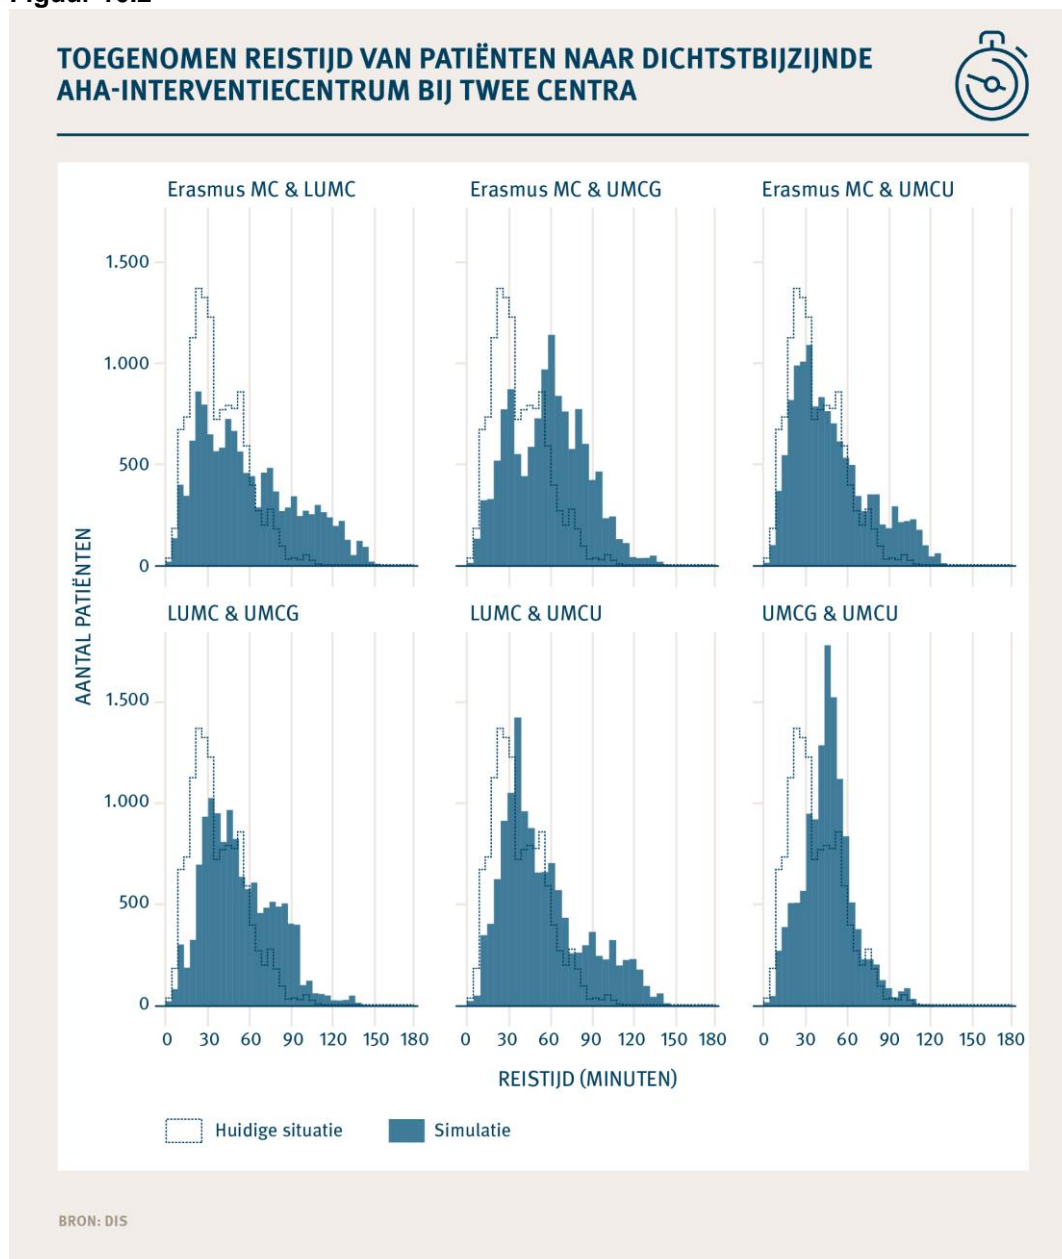 TOEGENOMEN REISTIJD VAN PATIËNTEN NAAR DICHTSTBIJZIJNDE
AHA-INTERVENTIECENTRUM BIJ TWEE CENTRA
Erasmus MC & LUMC
Erasmus MC & UMCG
Erasmus MC & UMCU
1.500
1.000
500
0
AANTAL PATIËNTEN
LUMC & UMCG
LUMC & UMCU
UMCG & UMCU
1.500
1.000
500
0
0 30 60 90 120 150 180
0 30 60 90 120 150 180
0 30 60 90 120 150 180
REISTIJD (MINUTEN)
Huidige situatie
Simulatie
BRON: DIS